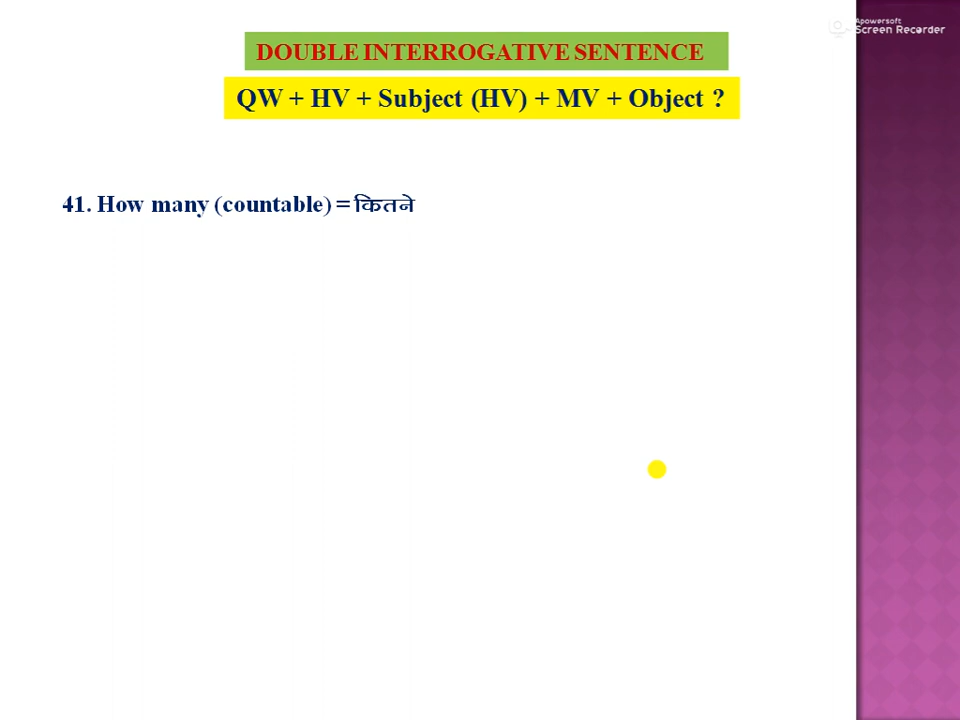 Apowersoft
Screen Recorder
DOUBLE INTERROGATIVE SENTENCE
QW + HV + Subject (HV) + MV + Object ?
41. How many (countable) = कितने